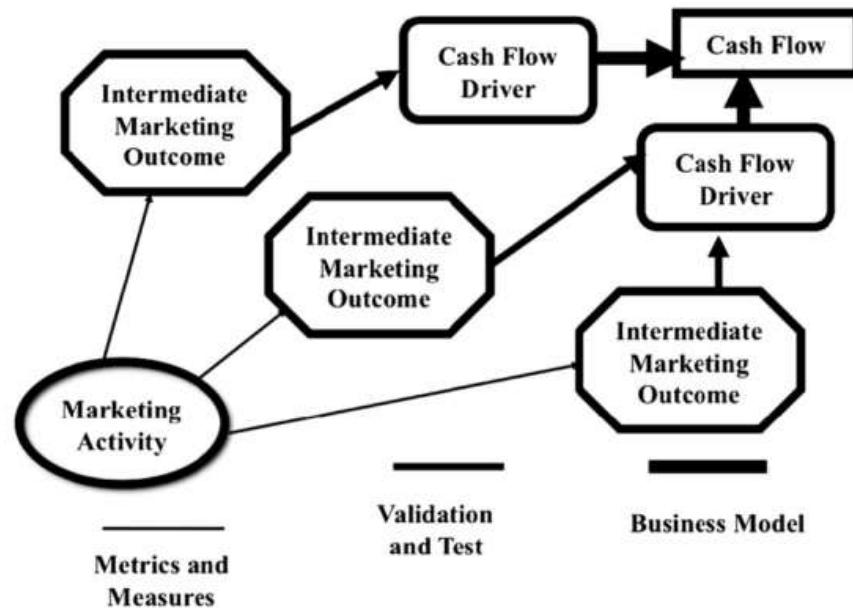 Cash Flow
Cash Flow
Driver
Intermediate
Marketing
Outcome
Cash Flow
Driver
Intermediate
Marketing
Outcome
Intermediate
Marketing
Outcome
Marketing
Activity
Validation
and Test
Business Model
Metrics and
Measures